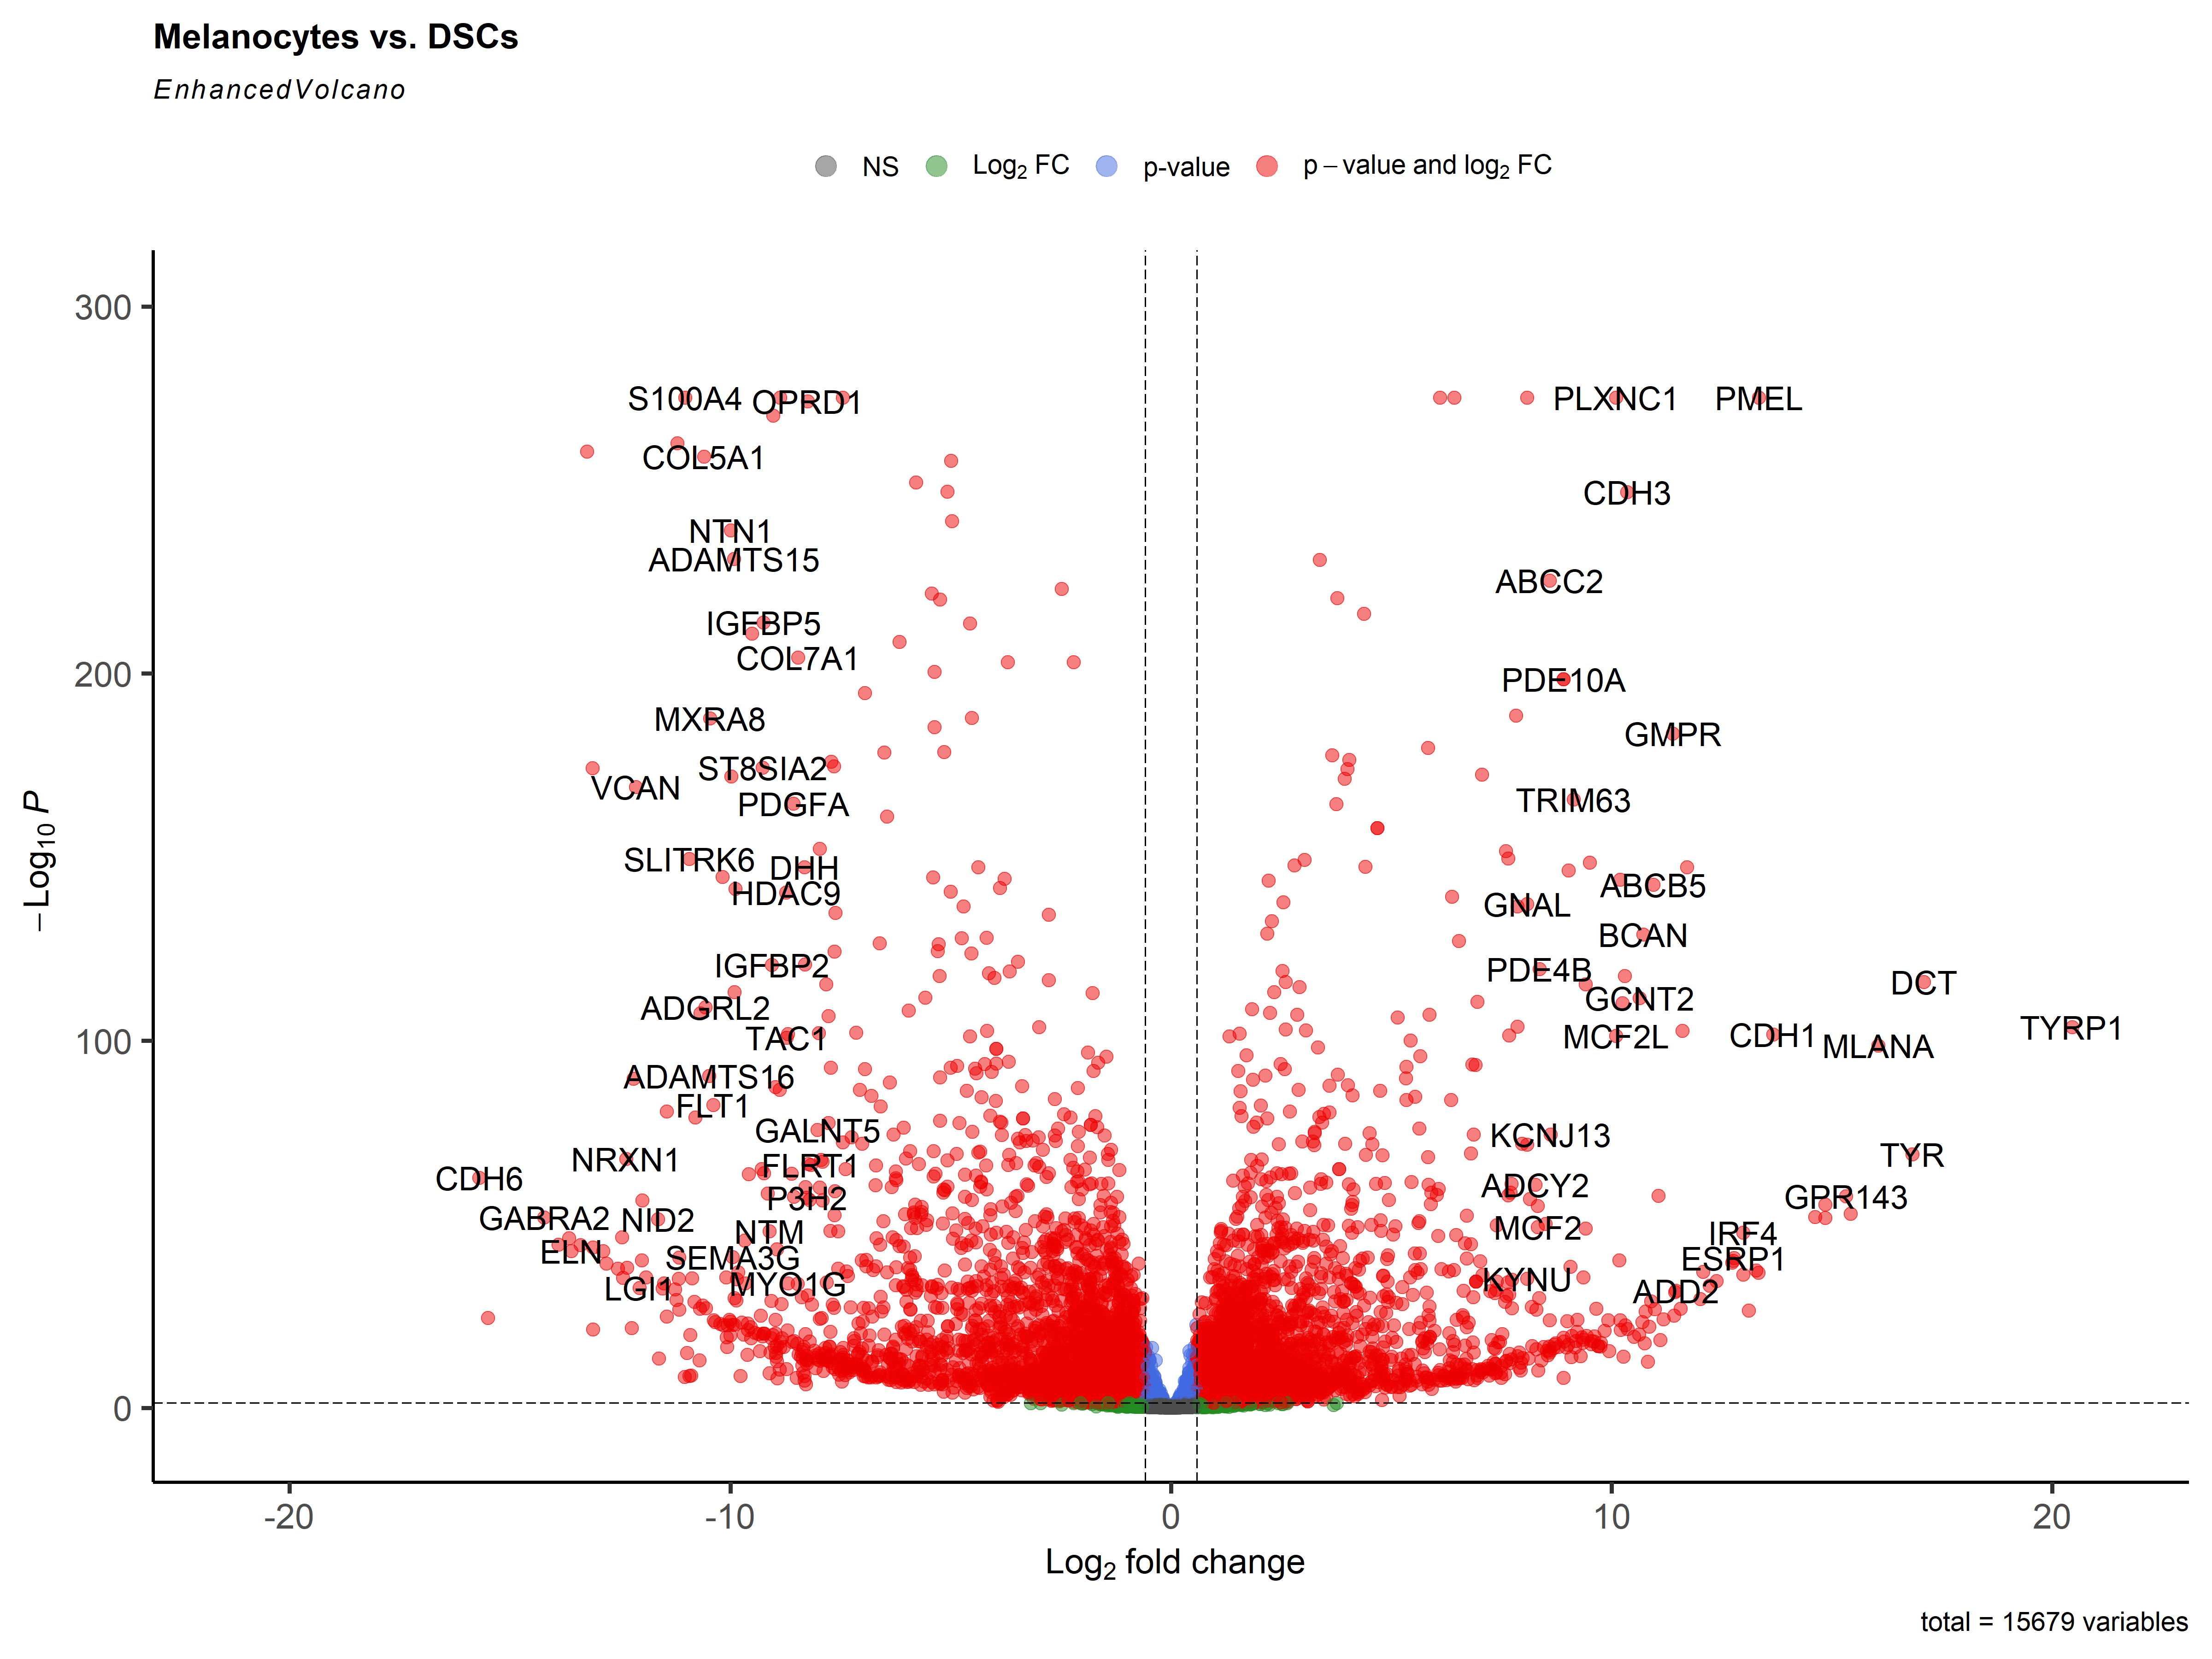 Melanocytes vs. DSCs
EnhancedVolcano
NS Log2 FC p-value p−value and log2 FC
−Log10 P
300
200
100
0
S100A4 OPRD1 PLXNC1 PMEL
COL5A1
CDH3
NTN1
ADAMTS15
ABCC2
IGFBP5
COL7A1
PDE10A
MXRA8
GMPR
ST8SIA2
VCAN
PDGFA
TRIM63
SLITRK6
DHH
HDAC9
ABCB5
GNAL
BCAN
IGFBP2
PDE4B
DCT
GCNT2
ADGRL2
TYRP1
TAC1
MCF2L CDH1
MLANA
ADAMTS16
FLT1
GALNT5
KCNJ13
NRXN1
TYR
FLRT1
CDH6
ADCY2
P3H2
GPR143
GABRA2 NID2
MCF2
NTM
IRF4
ELN
SEMA3G
ESRP1
KYNU
LGI1 MYO1G
ADD2
-20 -10 0 10 20
Log2 fold change
total = 15679 variables